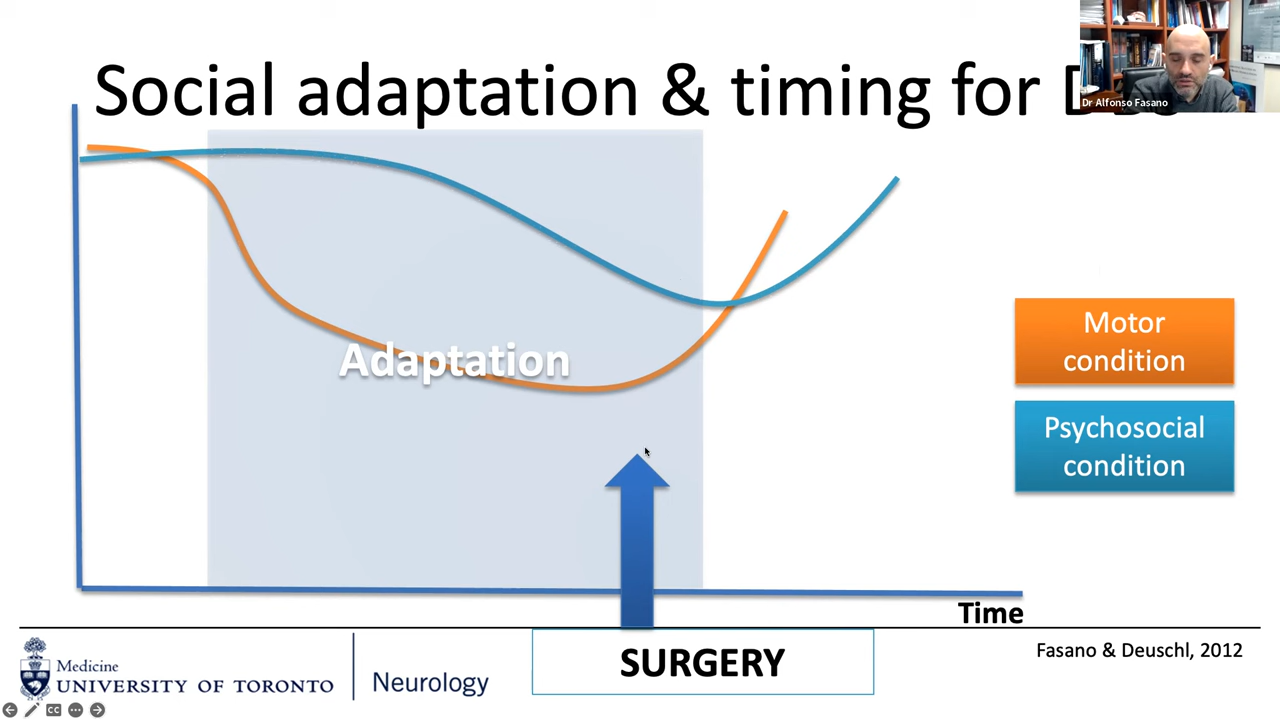 Social adaptation & timing for
Dr Alfonso Fasano
Adaptation
Motor
condition
Psychosocial
condition
Time
SURGERY
Fasano & Deuschl, 2012
Medicine
UNIVERSITY OF TORONTO
Neurology
CC